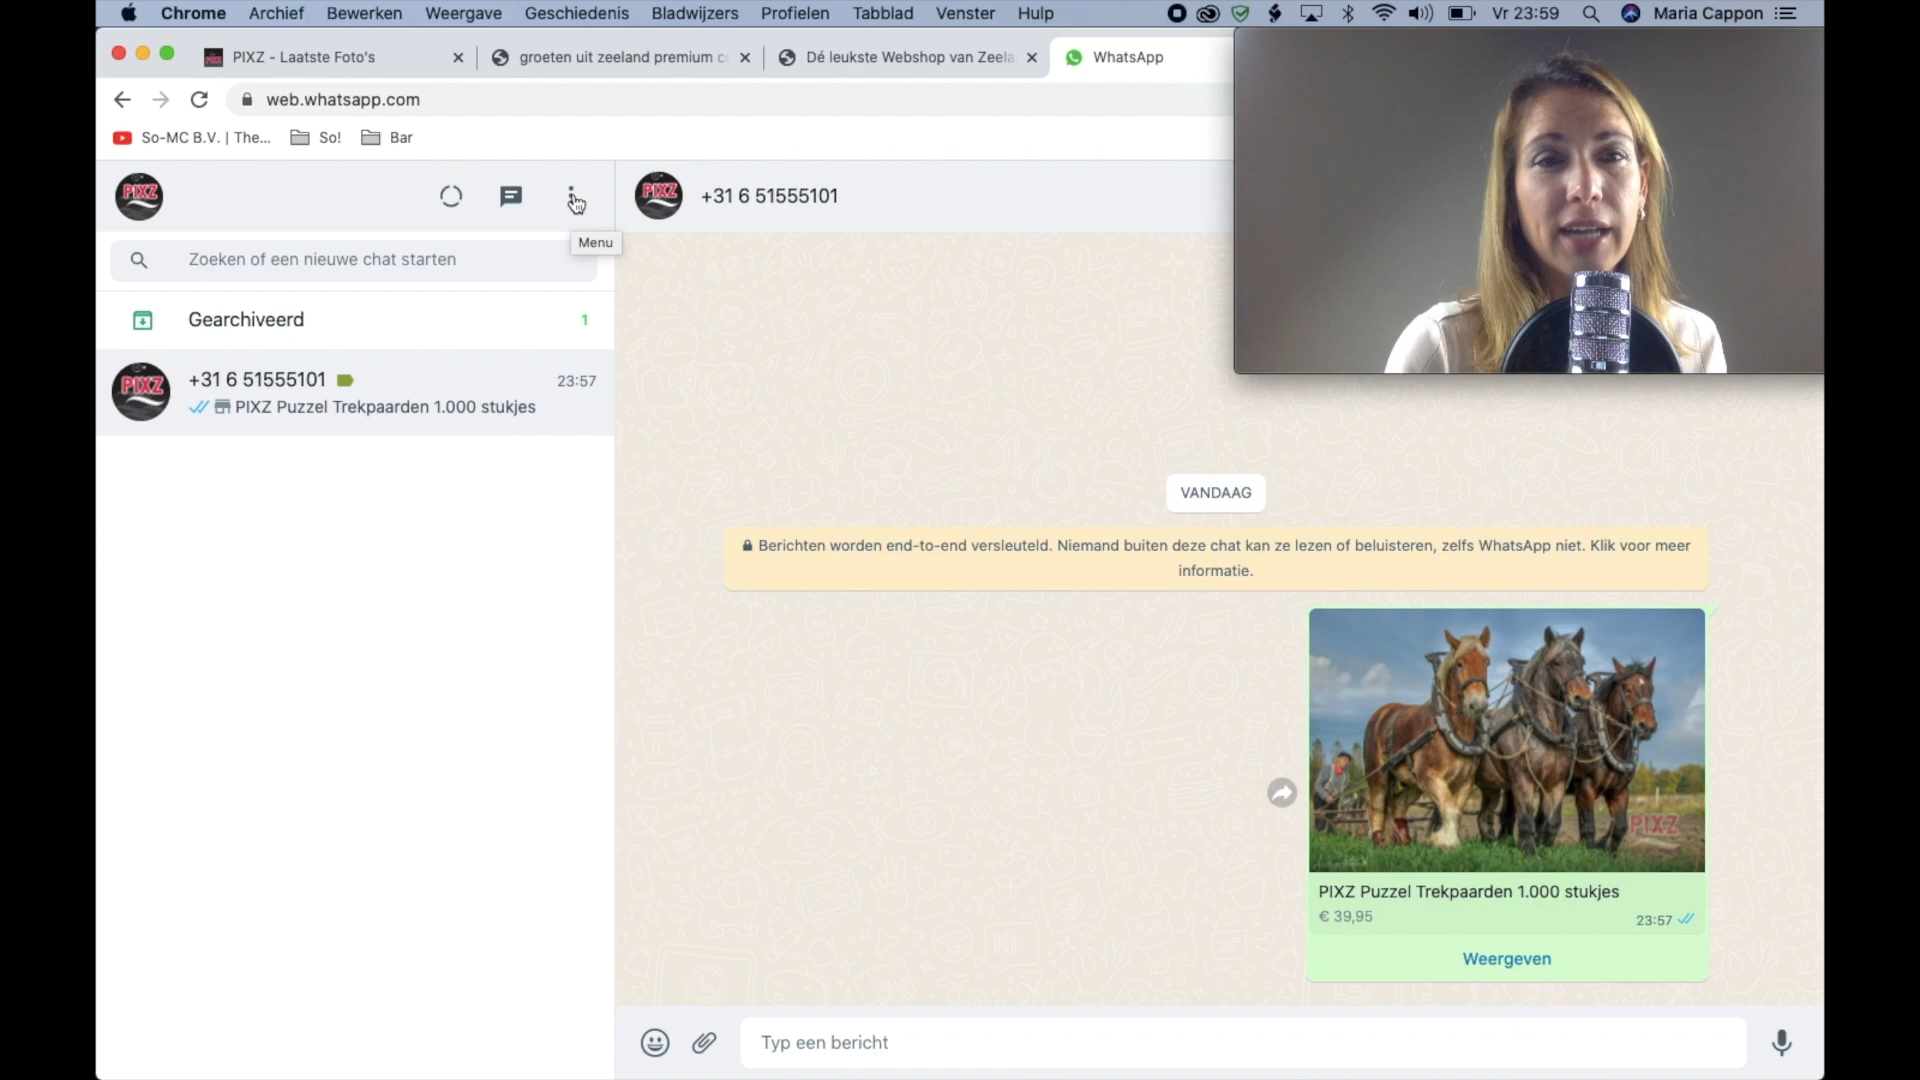 Chrome Archief Bewerken Weergave Geschiedenis Bladwijzers Profielen Tabblad Venster Hulp Vr 23:59 Maria Cappon
PIXZ - Laatste Foto's groeten uit zeeland premium c Dé leukste Webshop van Zeela WhatsApp
web.whatsapp.com
So-MC B.V. | The... So! Bar
PIXZ
PIXZ +31 6 51555101
Menu
Zoeken of een nieuwe chat starten
Gearchiveerd 1
PIXZ +31 6 51555101 23:57
PIXZ Puzzel Trekpaarden 1.000 stukjes
VANDAAG
Berichten worden end-to-end versleuteld. Niemand buiten deze chat kan ze lezen of beluisteren, zelfs WhatsApp niet. Klik voor meer
informatie.
PIXZ
PIXZ Puzzel Trekpaarden 1.000 stukjes
€ 39,95
23:57
Weergeven
Typ een bericht